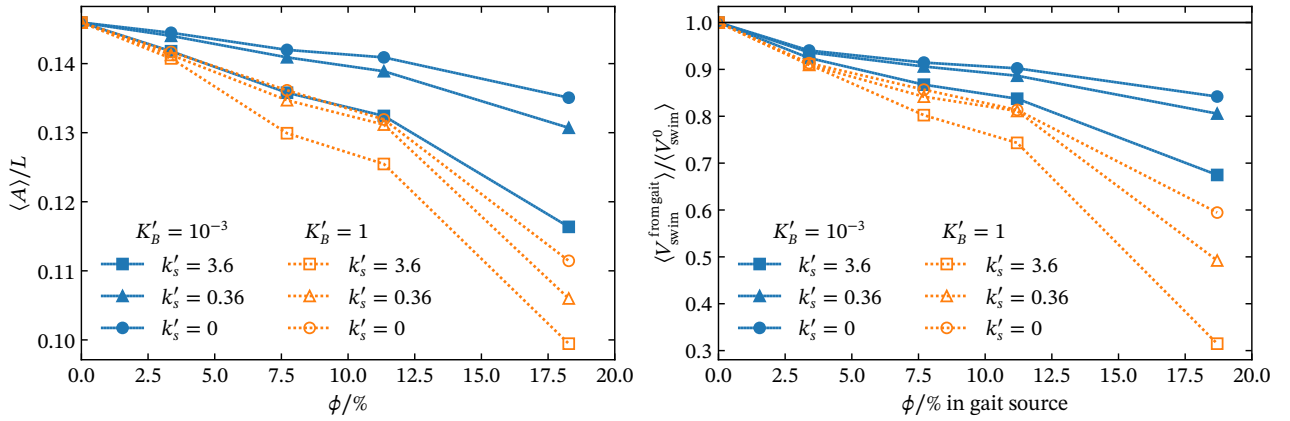 ⟨A⟩/L
0.14
0.13
0.12
0.11
0.10
K′_B = 10⁻³ K′_B = 1
k′_s = 3.6 k′_s = 3.6
k′_s = 0.36 k′_s = 0.36
k′_s = 0 k′_s = 0
0.0 2.5 5.0 7.5 10.0 12.5 15.0 17.5 20.0
ϕ/%
⟨V_swim^from gait⟩/⟨V_swim^0⟩
1.0
0.9
0.8
0.7
0.6
0.5
0.4
0.3
K′_B = 10⁻³ K′_B = 1
k′_s = 3.6 k′_s = 3.6
k′_s = 0.36 k′_s = 0.36
k′_s = 0 k′_s = 0
0.0 2.5 5.0 7.5 10.0 12.5 15.0 17.5 20.0
ϕ/% in gait source